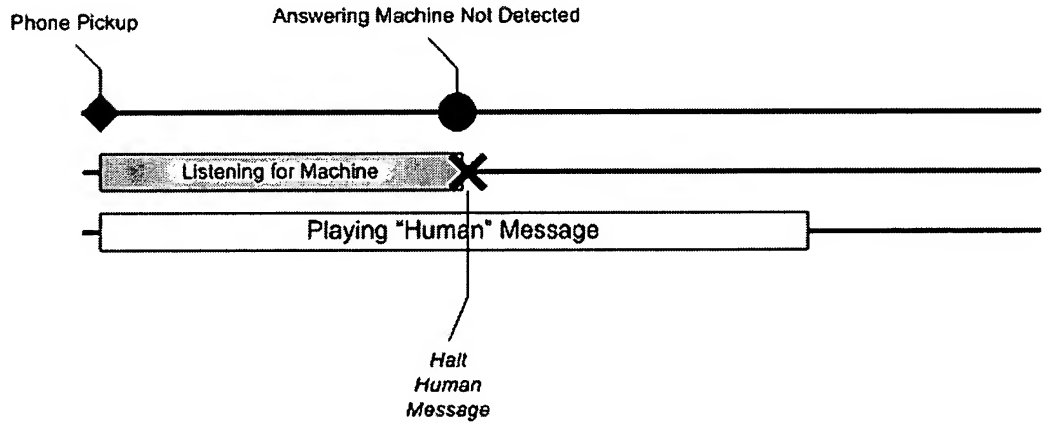 Phone Pickup
Answering Machine Not Detected
Listening for Machine
Playing "Human" Message
Halt
Human
Message